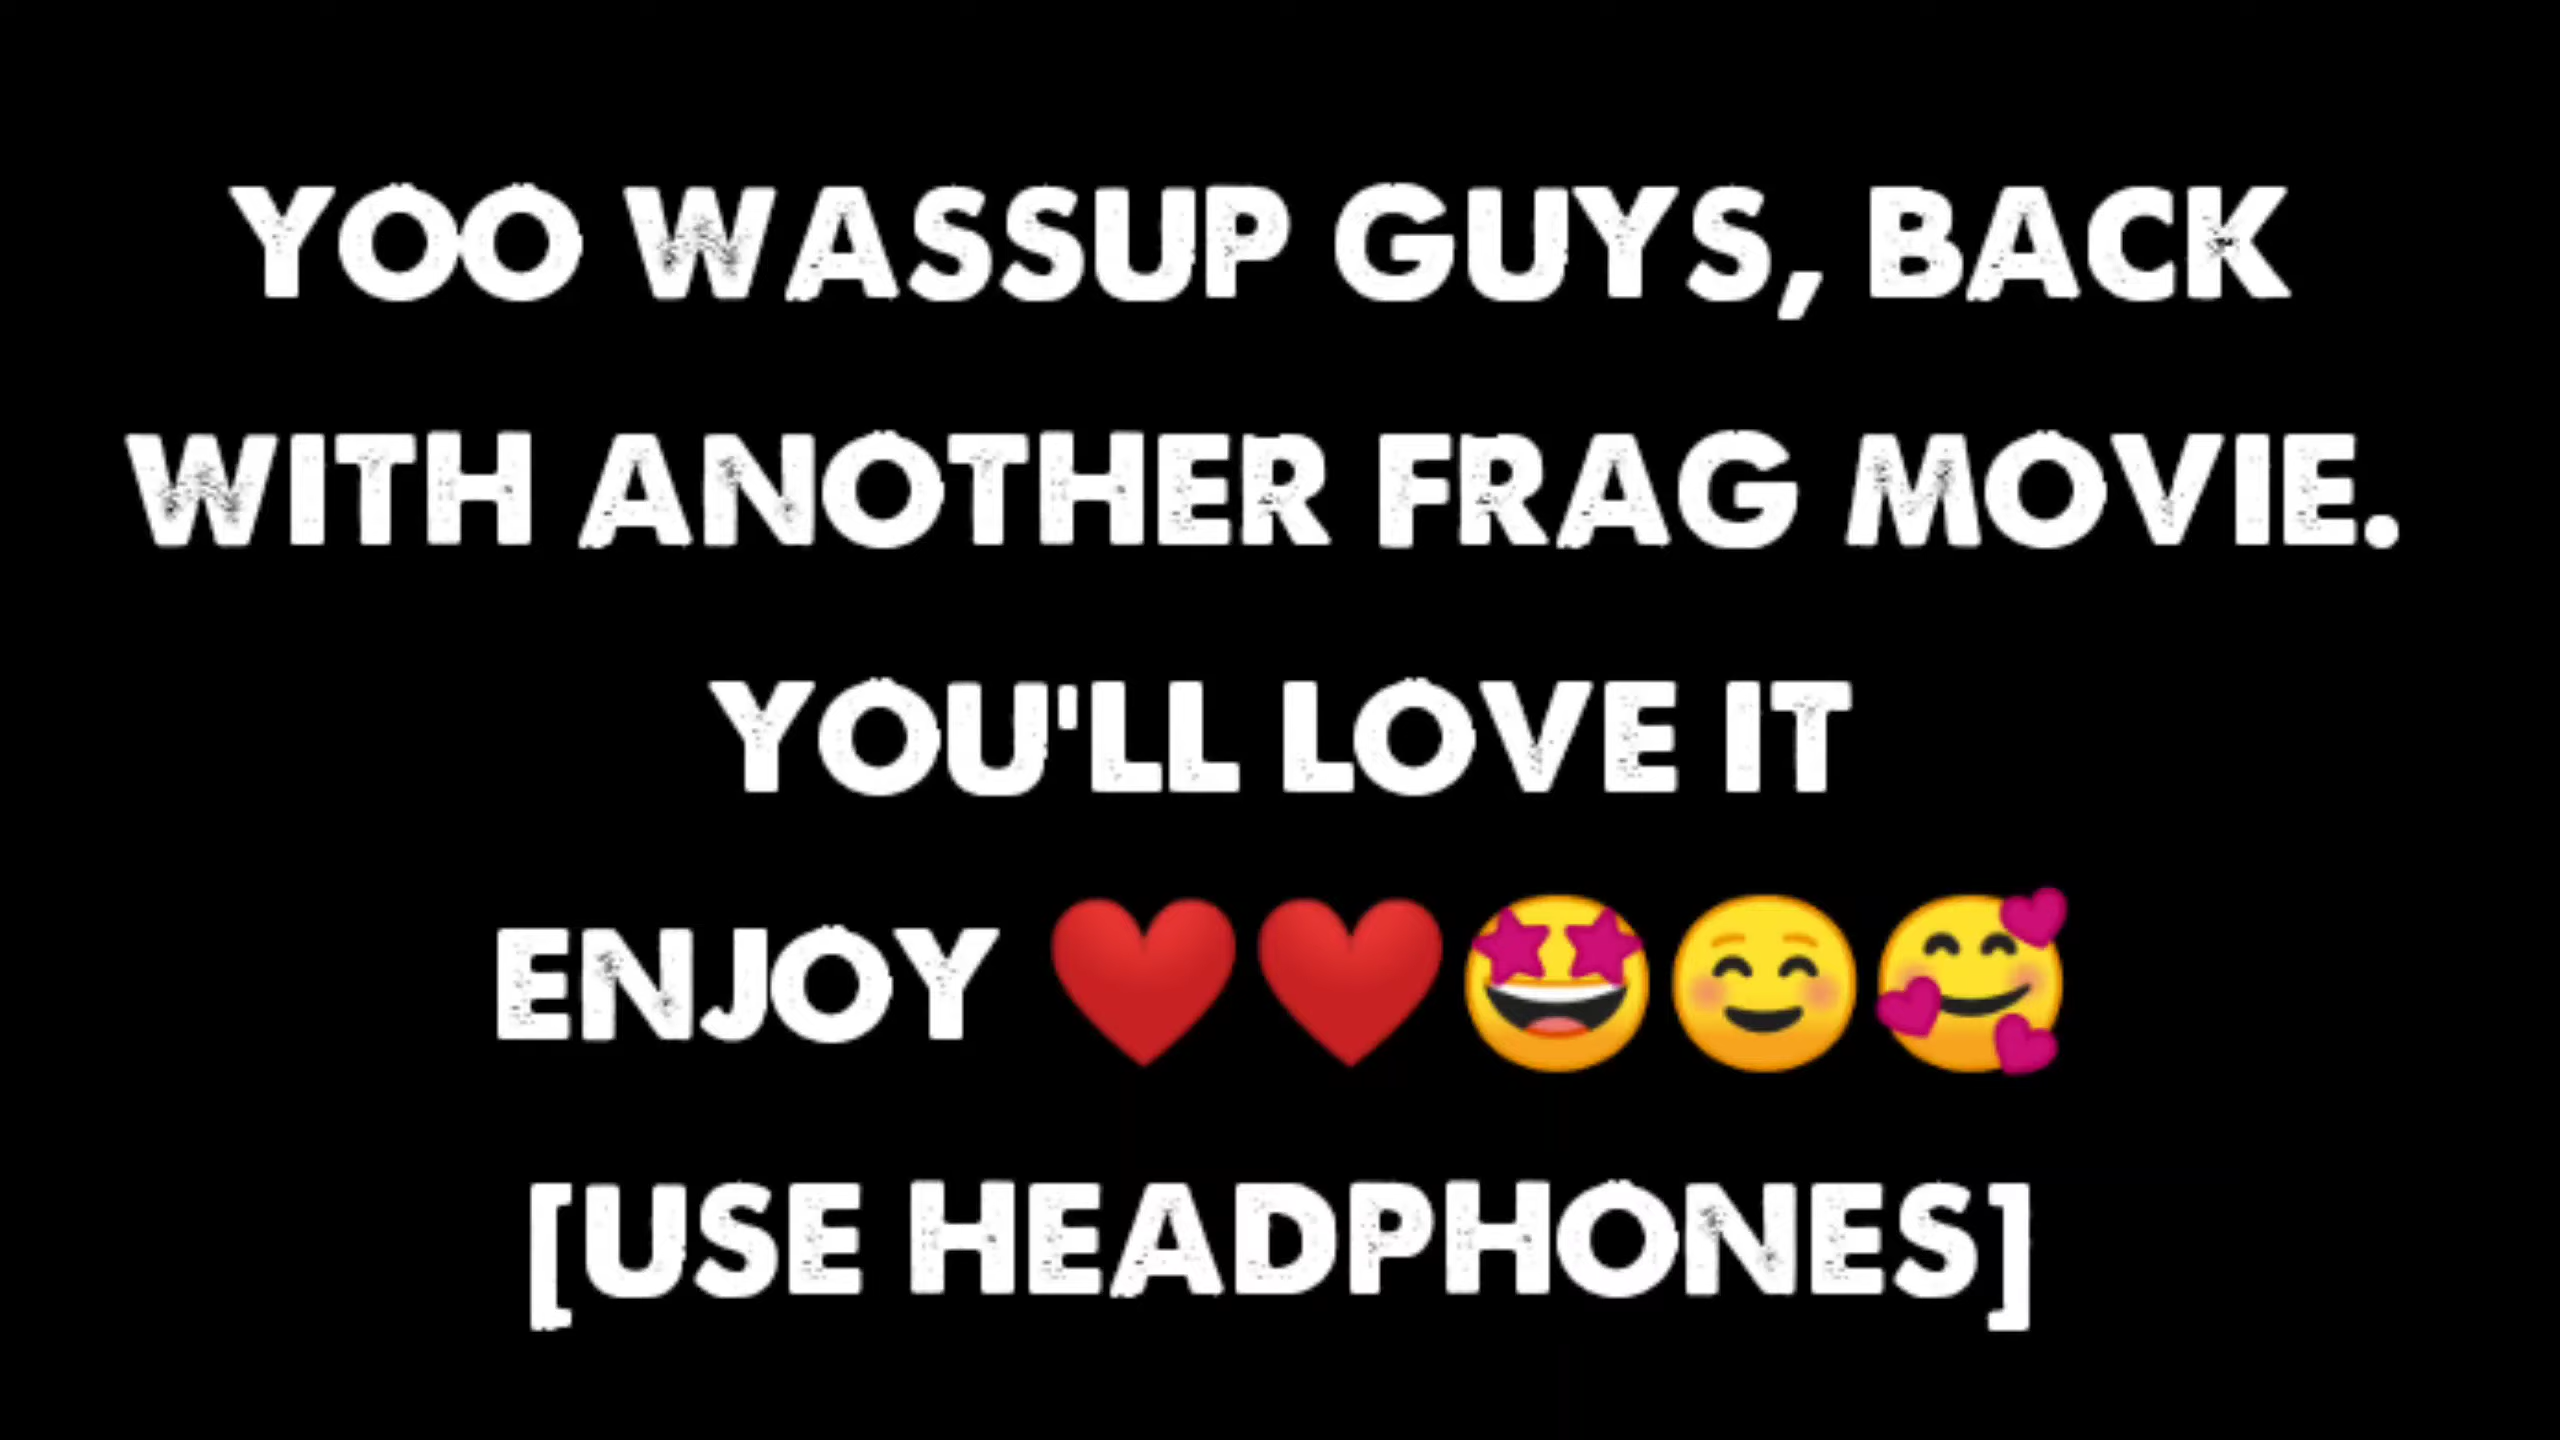 YOO WASSUP GUYS, BACK
WITH ANOTHER FRAG MOVIE.
YOU'LL LOVE IT
ENJOY ❤️❤️🤩☺️🥰
[USE HEADPHONES]